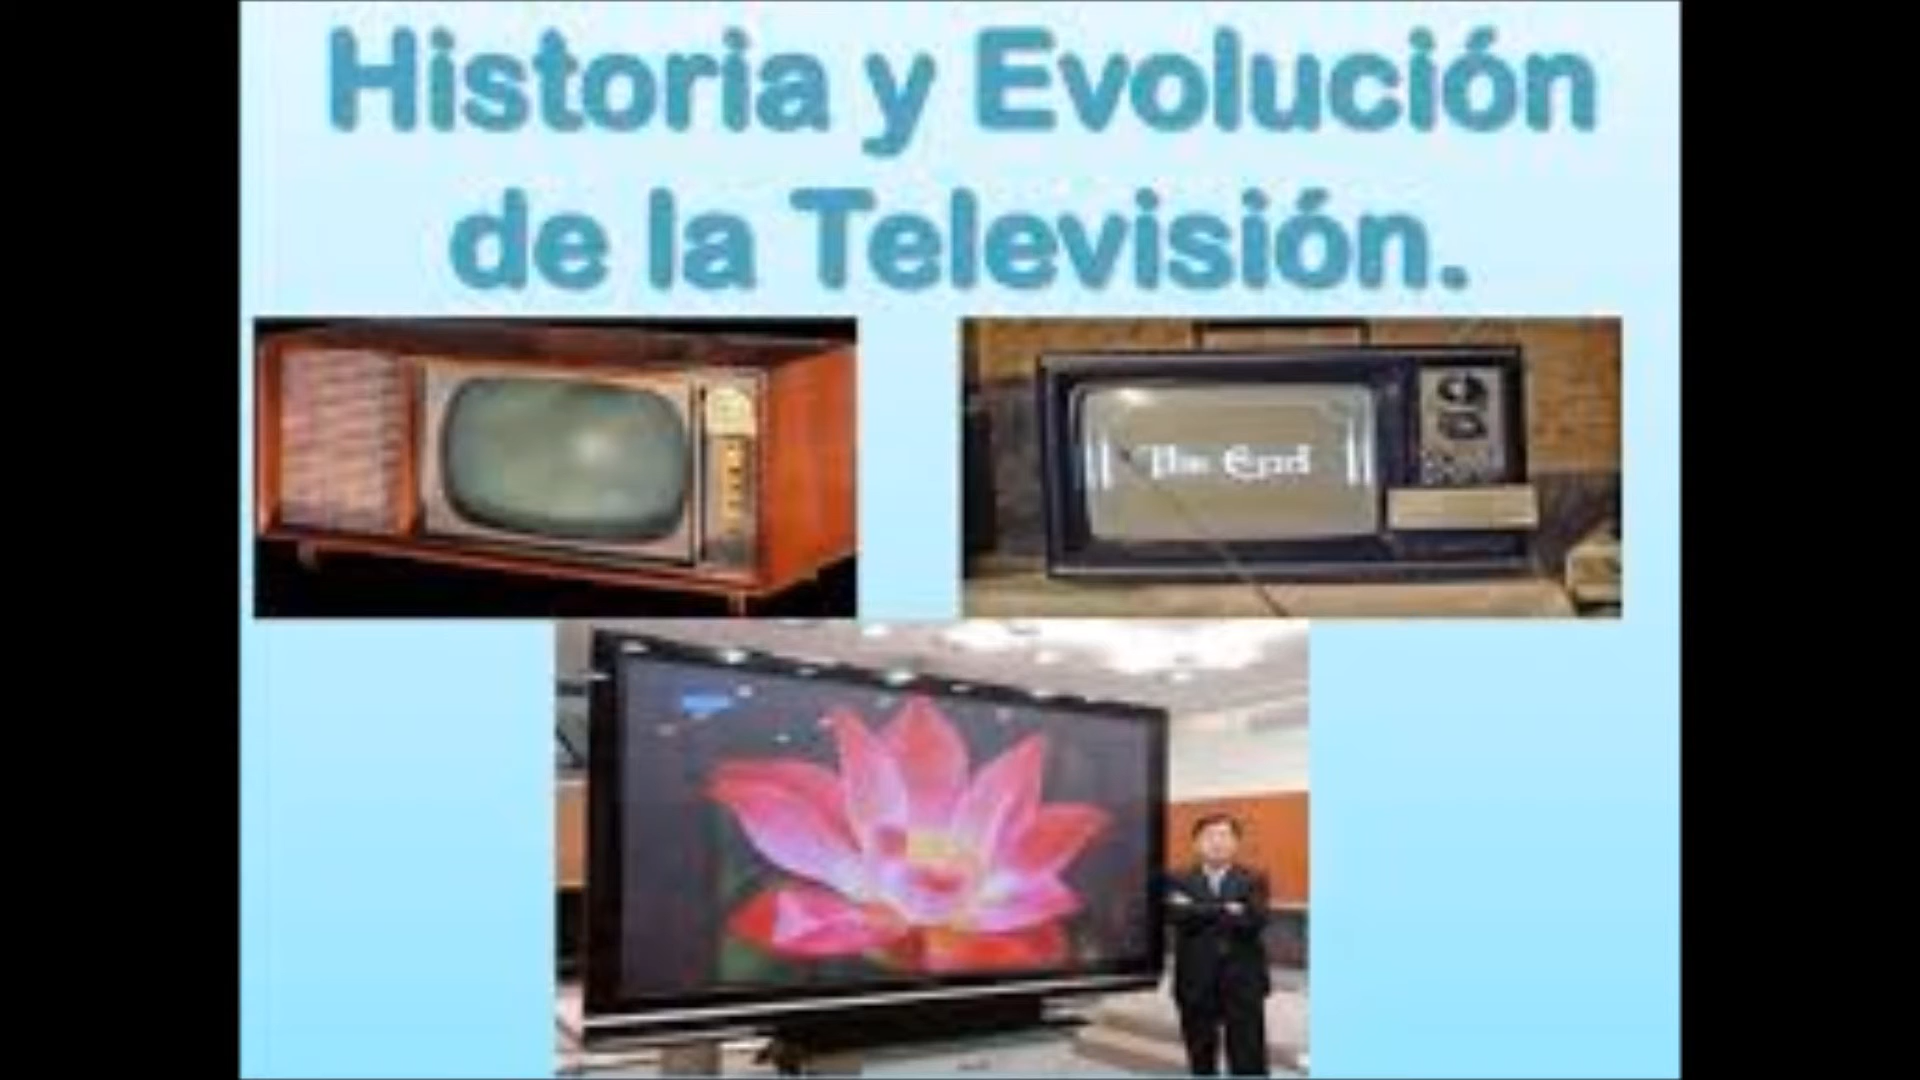 Historia y Evolución
de la Televisión.
The End